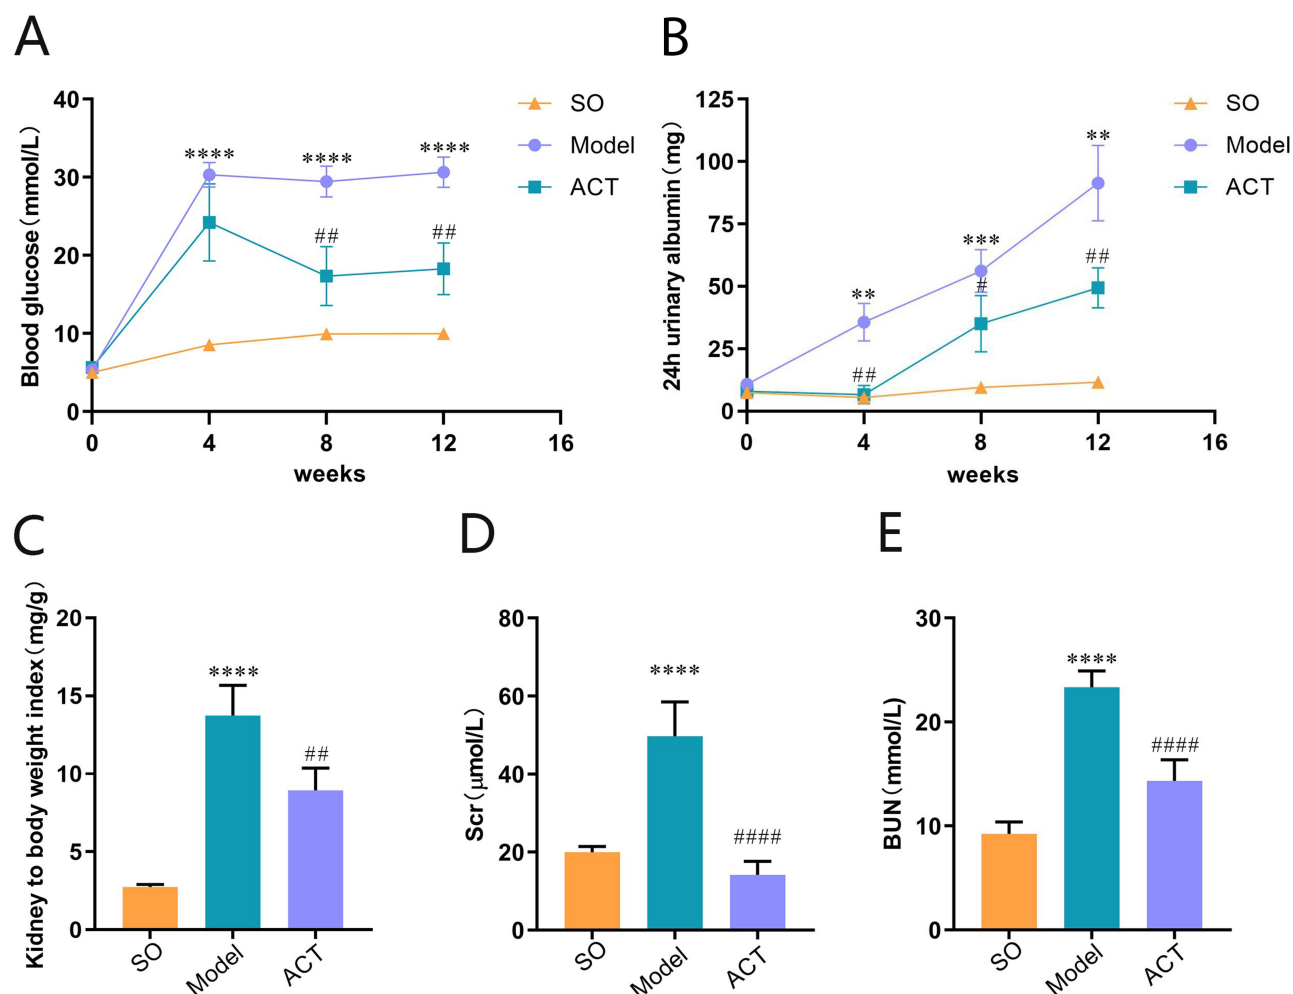 A
Blood glucose（mmol/L）
40
30
20
10
0
0 4 8 12 16
weeks
**** **** ****
## ##
SO
Model
ACT
B
24h urinary albumin（mg）
125
100
75
50
25
0
0 4 8 12 16
weeks
** *** **
## # ##
SO
Model
ACT
C
Kidney to body weight index（mg/g）
20
15
10
5
0
****
##
SO Model ACT
D
Scr（μmol/L）
80
60
40
20
0
****
####
SO Model ACT
E
BUN（mmol/L)
30
20
10
0
****
####
SO Model ACT